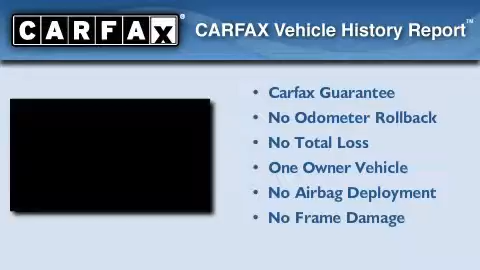 CARFAX® CARFAX Vehicle History Report™
• Carfax Guarantee
• No Odometer Rollback
• No Total Loss
• One Owner Vehicle
• No Airbag Deployment
• No Frame Damage